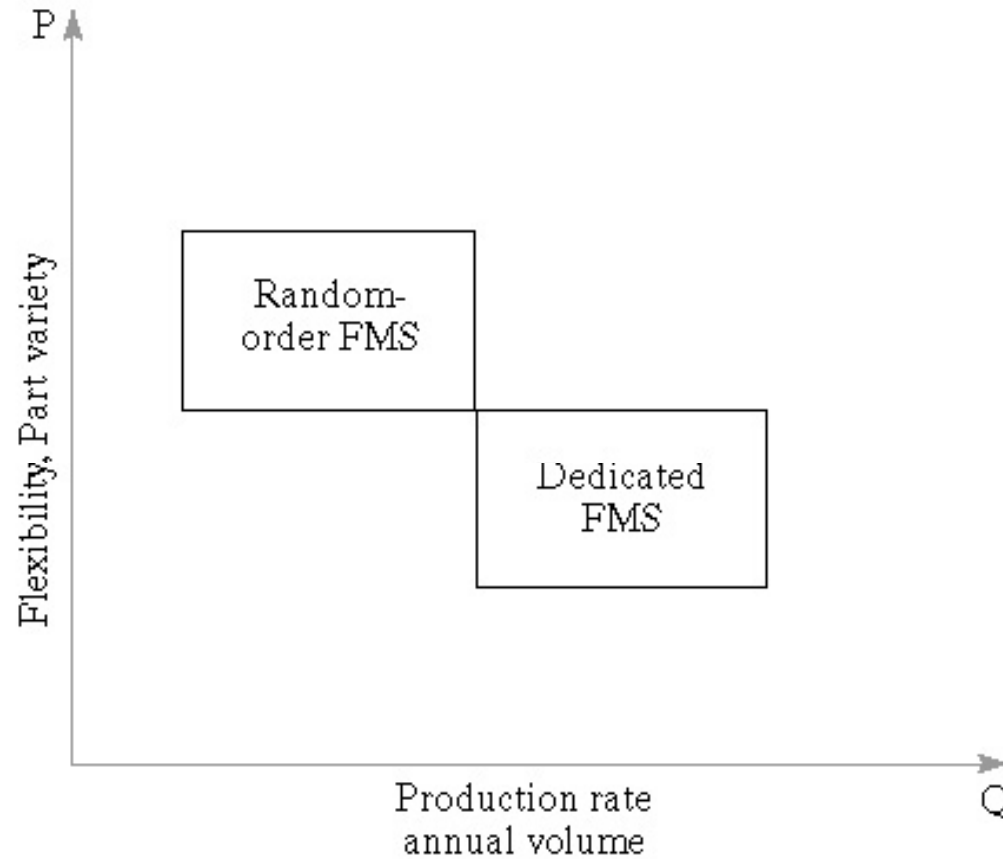 P
Flexibility, Part variety
Random-
order FMS
Dedicated
FMS
Production rate
annual volume
Q